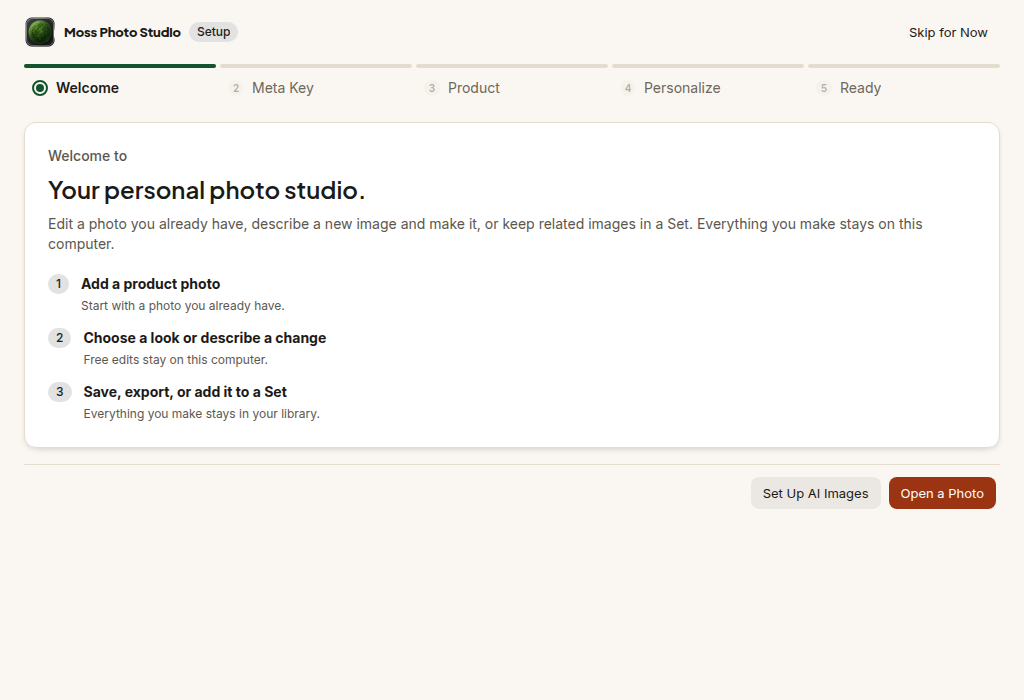 Moss Photo Studio
Setup
Skip for Now
Welcome
2 Meta Key
3 Product
4 Personalize
5 Ready
Welcome to
Your personal photo studio.
Edit a photo you already have, describe a new image and make it, or keep related images in a Set. Everything you make stays on this
computer.
1 Add a product photo
Start with a photo you already have.
2 Choose a look or describe a change
Free edits stay on this computer.
3 Save, export, or add it to a Set
Everything you make stays in your library.
Set Up AI Images
Open a Photo